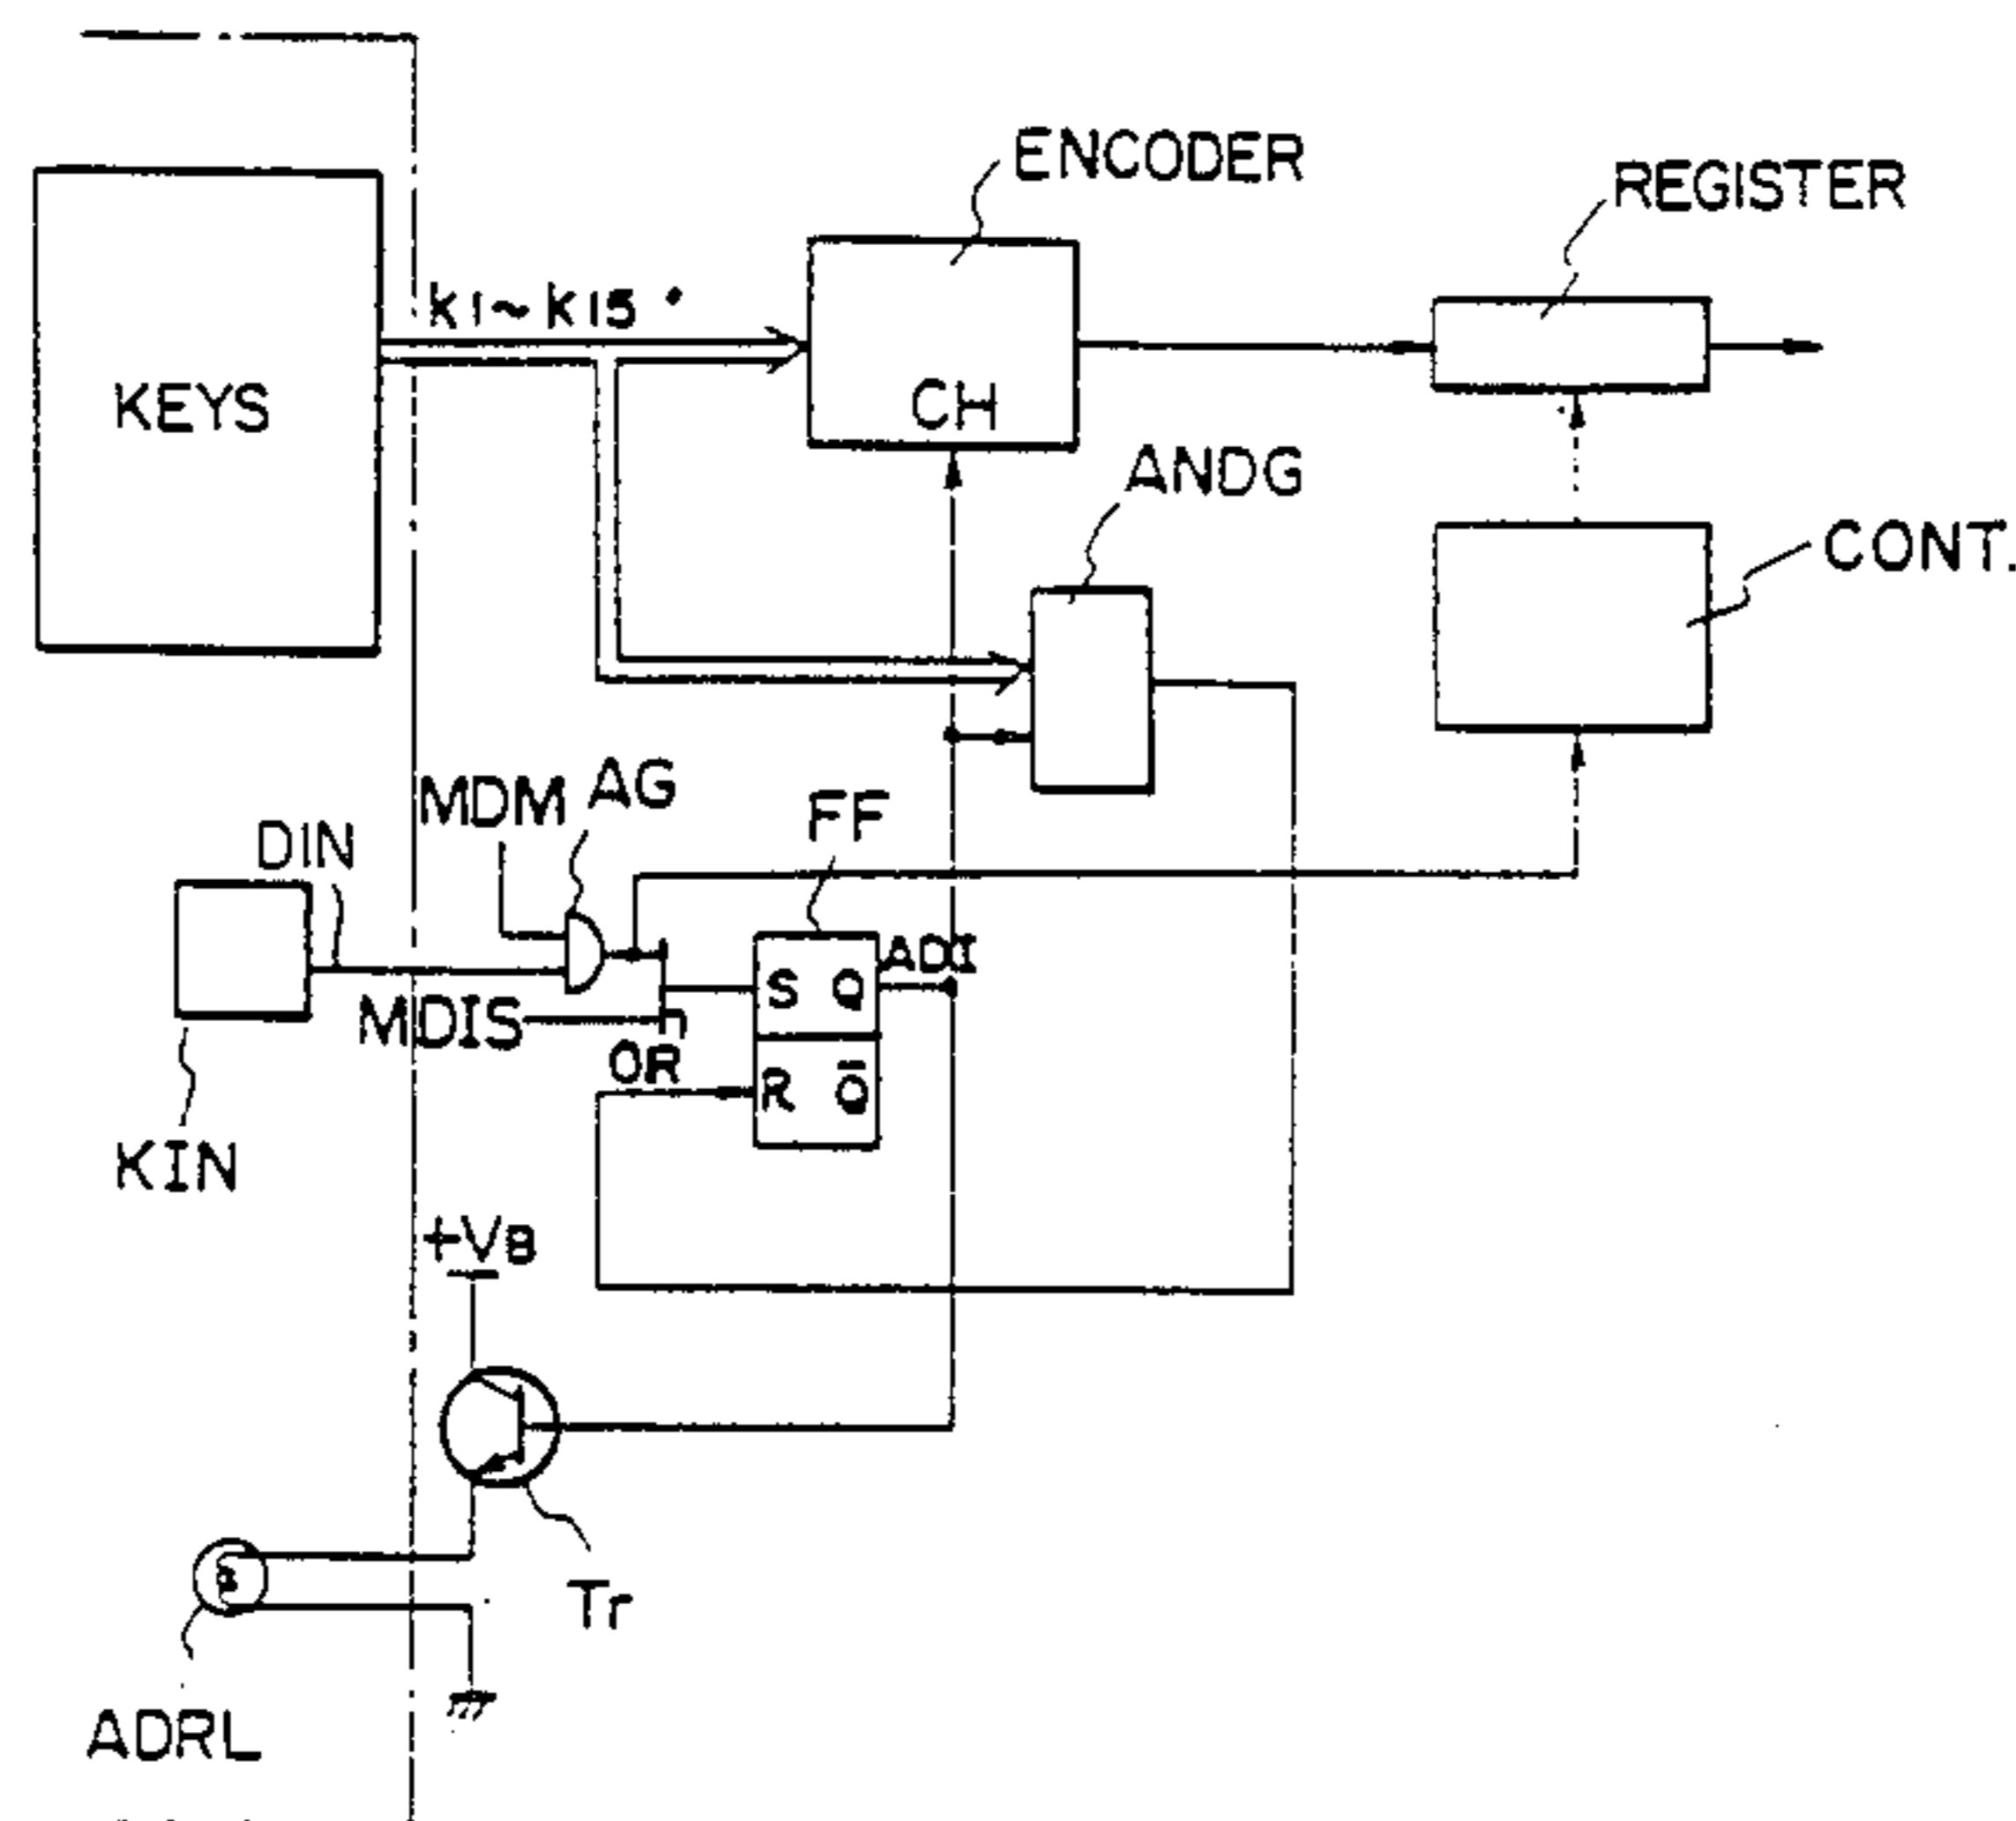 ENCODER
REGISTER
K1~K15
KEYS
CH
ANDG
CONT.
MDM
AG
FF
DIN
ADI
S Q
MDIS
OR
R Q̅
KIN
+VB
Tr
ADRL